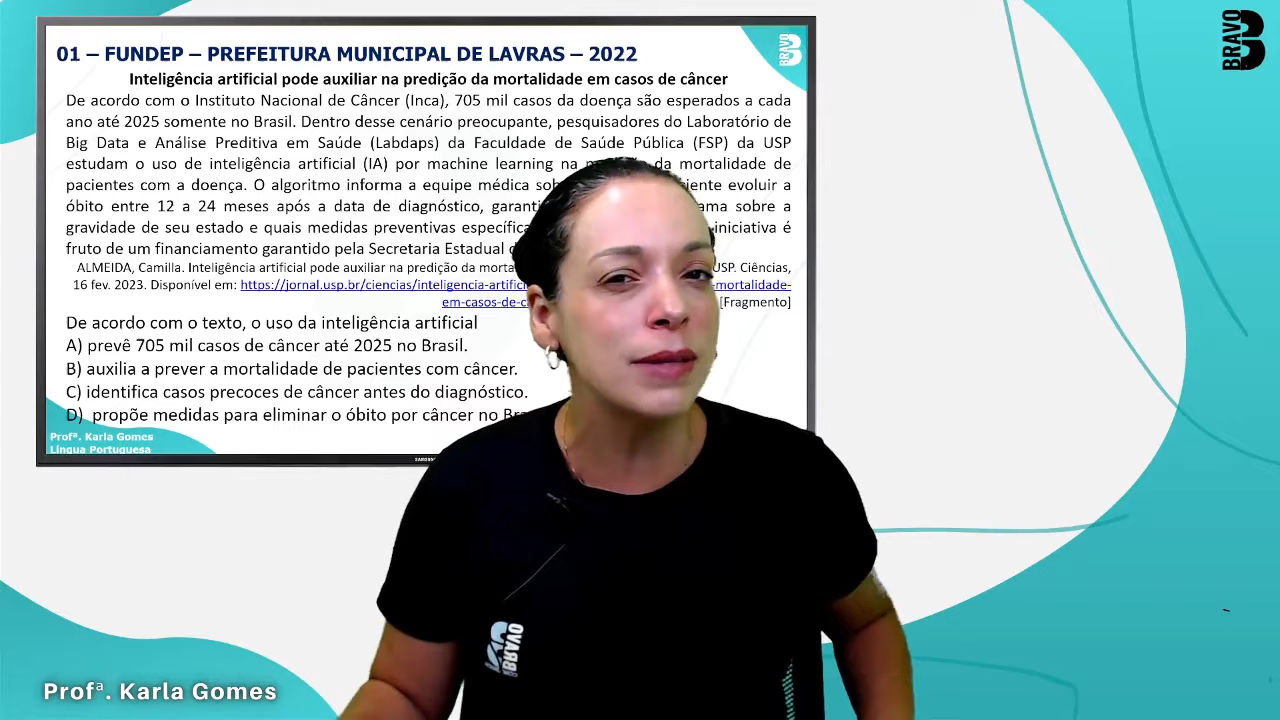 01 – FUNDEP – PREFEITURA MUNICIPAL DE LAVRAS – 2022
Inteligência artificial pode auxiliar na predição da mortalidade em casos de câncer
De acordo com o Instituto Nacional de Câncer (Inca), 705 mil casos da doença são esperados a cada
ano até 2025 somente no Brasil. Dentro desse cenário preocupante, pesquisadores do Laboratório de
Big Data e Análise Preditiva em Saúde (Labdaps) da Faculdade de Saúde Pública (FSP) da USP
estudam o uso de inteligência artificial (IA) por machine learning na da mortalidade de
pacientes com a doença. O algoritmo informa a equipe médica evoluir a
óbito entre 12 a 24 meses após a data de diagnóstico, sobre a
gravidade de seu estado e quais medidas preventivas iniciativa é
fruto de um financiamento garantido pela Secretaria Estadual
ALMEIDA, Camilla. Inteligência artificial pode auxiliar na predição da USP. Ciências,
16 fev. 2023. Disponível em: https://jornal.usp.br/ciencias/inteligencia-artific -mortalidade-
em-casos-de-c [Fragmento]
De acordo com o texto, o uso da inteligência artificial
A) prevê 705 mil casos de câncer até 2025 no Brasil.
B) auxilia a prever a mortalidade de pacientes com câncer.
C) identifica casos precoces de câncer antes do diagnóstico.
D) propõe medidas para eliminar o óbito por câncer no
Profª. Karla Gomes
Língua Portuguesa
BRAVO
BRAVO
BRAVO
Profª. Karla Gomes